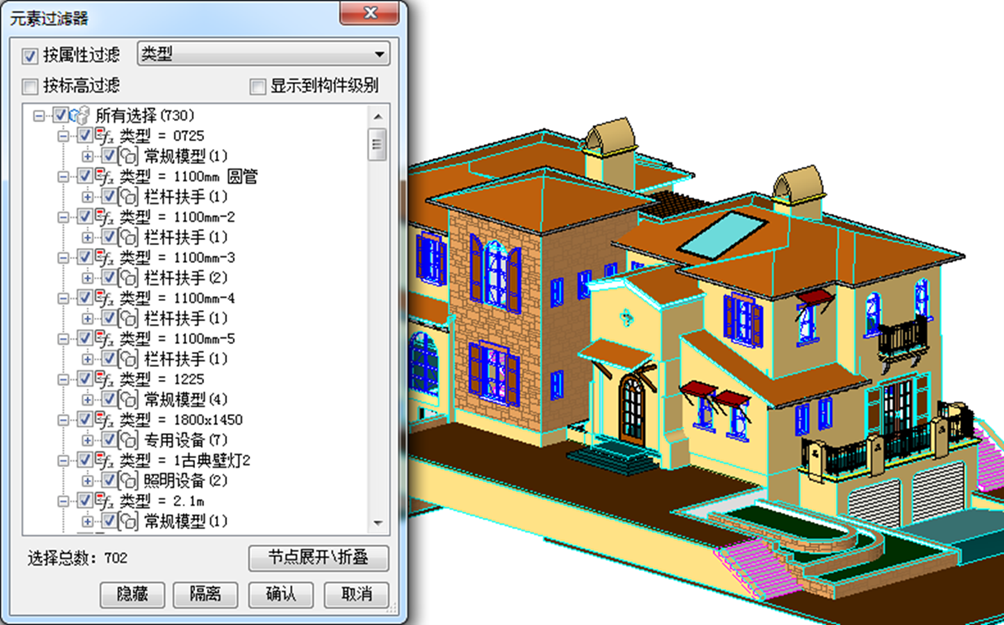 元素过滤器
按属性过滤 类型
按标高过滤 显示到构件级别
所有选择(730)
类型 = 0725
常规模型(1)
类型 = 1100mm 圆管
栏杆扶手(1)
类型 = 1100mm-2
栏杆扶手(1)
类型 = 1100mm-3
栏杆扶手(2)
类型 = 1100mm-4
栏杆扶手(1)
类型 = 1100mm-5
栏杆扶手(1)
类型 = 1225
常规模型(4)
类型 = 1800x1450
专用设备(7)
类型 = 1古典壁灯2
照明设备(2)
类型 = 2.1m
常规模型(1)
选择总数: 702 节点展开\折叠
隐藏 隔离 确认 取消